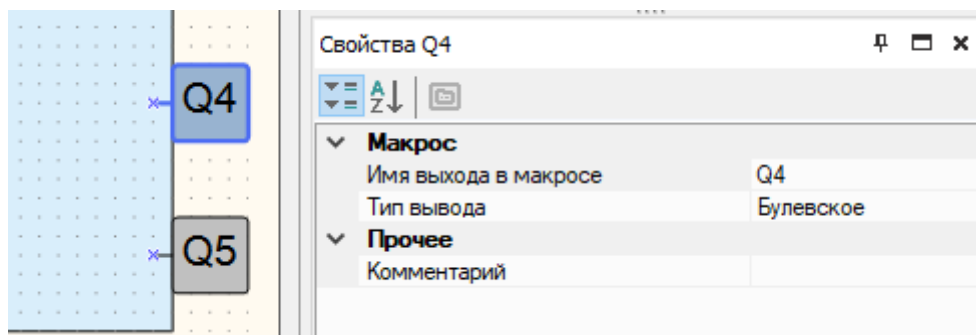 Q4
Q5
Свойства Q4
Макрос
Имя выхода в макросе Q4
Тип вывода Булевское
Прочее
Комментарий